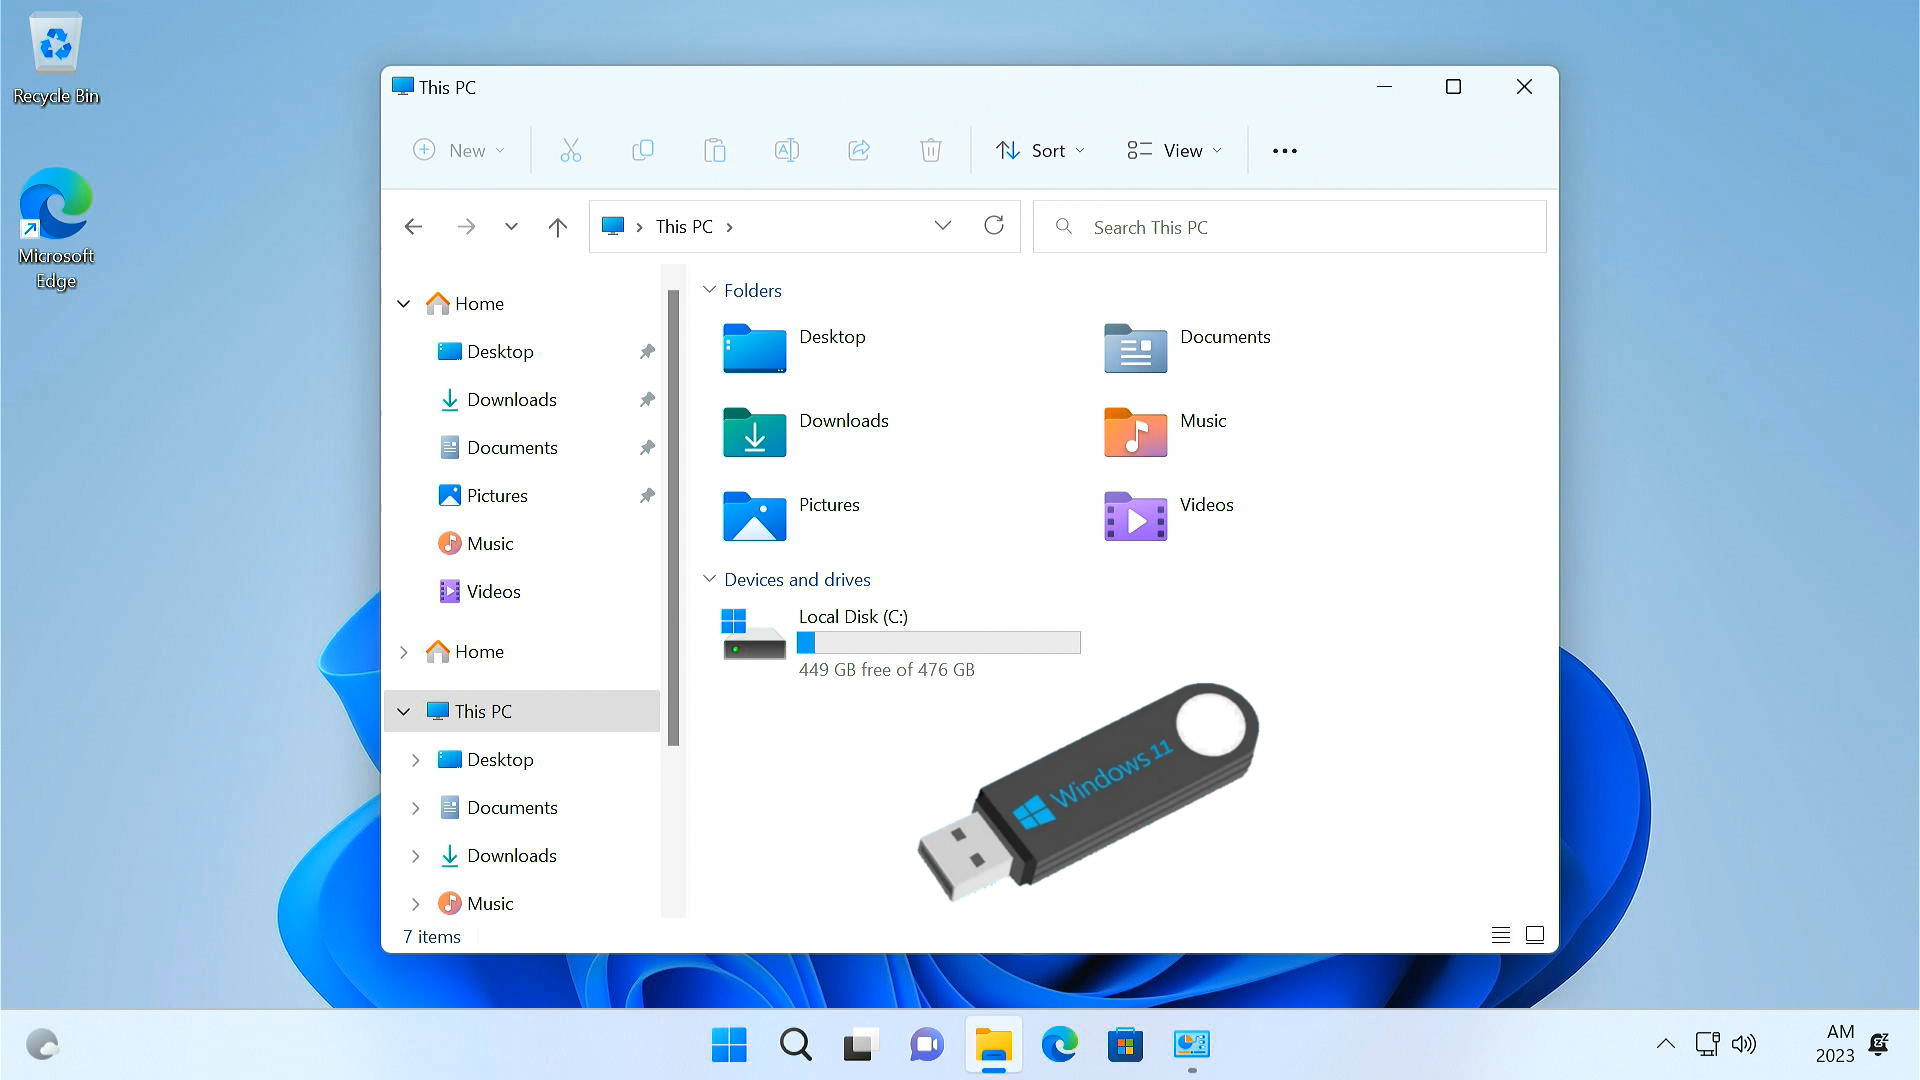 Recycle Bin
Microsoft
Edge
This PC
New
Sort
View
This PC
Search This PC
Home
Desktop
Downloads
Documents
Pictures
Music
Videos
Home
This PC
Desktop
Documents
Downloads
Music
7 items
Folders
Desktop
Documents
Downloads
Music
Pictures
Videos
Devices and drives
Local Disk (C:)
449 GB free of 476 GB
Windows 11
AM
2023